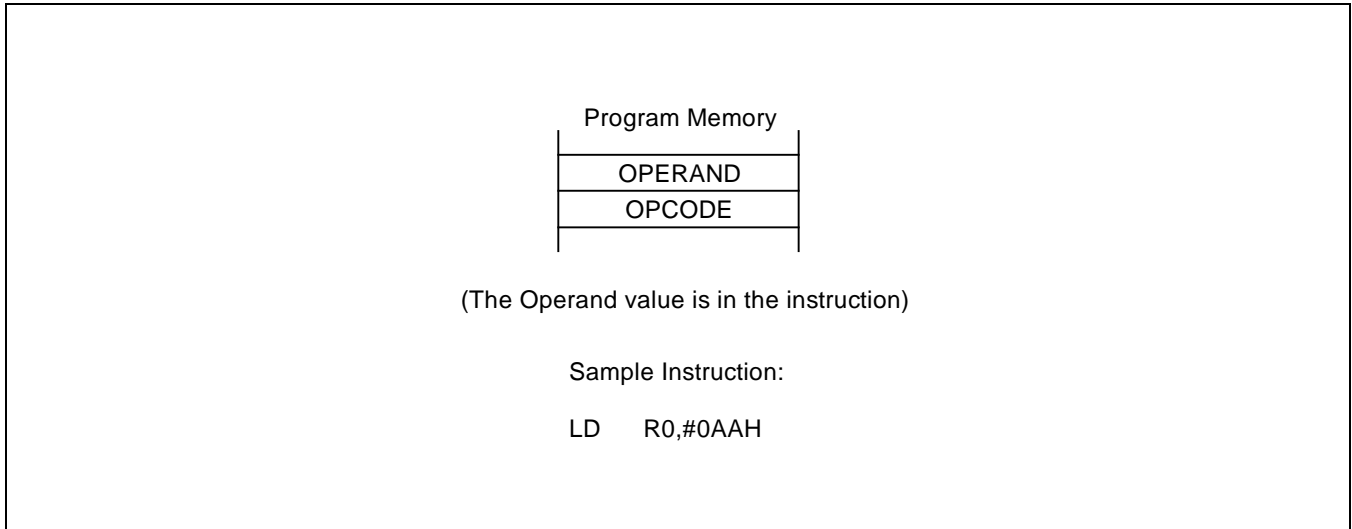 Program Memory
OPERAND
OPCODE
(The Operand value is in the instruction)
Sample Instruction:
LD R0,#0AAH